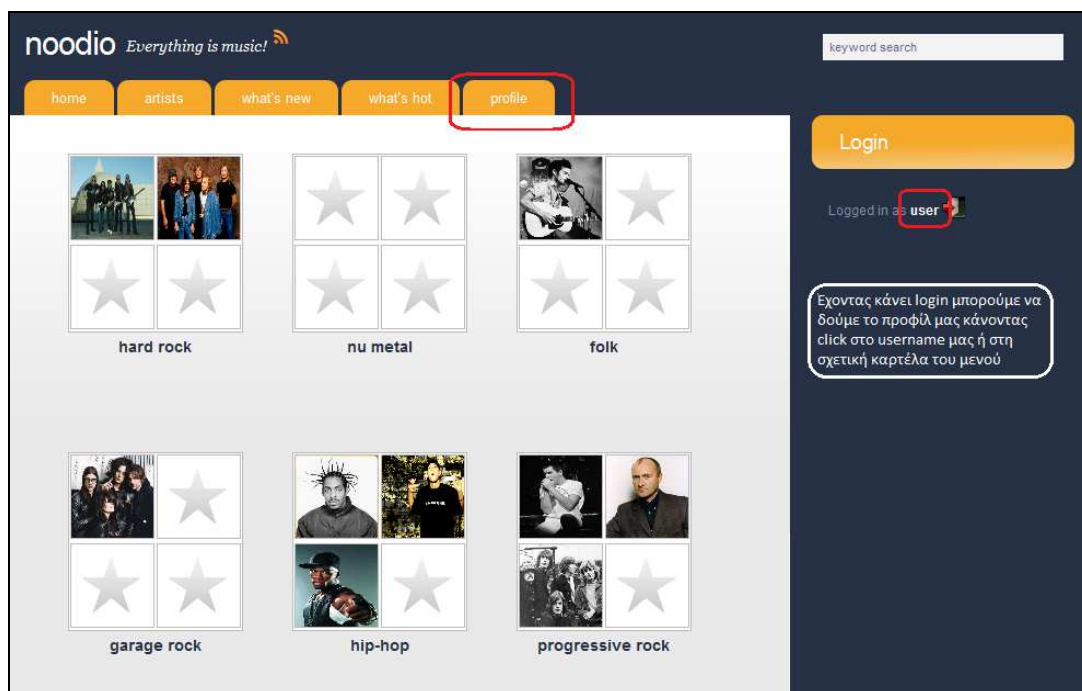 noodio Everything is music!
keyword search
home artists what's new what's hot profile
Login
Logged in as user
Έχοντας κάνει login μπορούμε να
δούμε το προφίλ μας κάνοντας
click στο username μας ή στη
σχετική καρτέλα του μενού
hard rock nu metal folk
garage rock hip-hop progressive rock